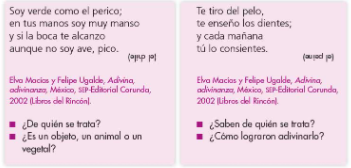 Soy verde como el perico;
en tus manos soy muy manso
y si la boca te alcanzo
aunque no soy ave, pico.
(el chile)
Elva Macías y Felipe Ugalde, Adivina,
adivinanza, México, SEP-Editorial Corunda,
2002 (Libros del Rincón).
■ ¿De quién se trata?
■ ¿Es un objeto, un animal o un
vegetal?
Te tiro del pelo,
te enseño los dientes;
y cada mañana
tú lo consientes.
(el peine)
Elva Macías y Felipe Ugalde, Adivina,
adivinanza, México, SEP-Editorial Corunda,
2002 (Libros del Rincón).
■ ¿Saben de quién se trata?
■ ¿Cómo lograron adivinarlo?